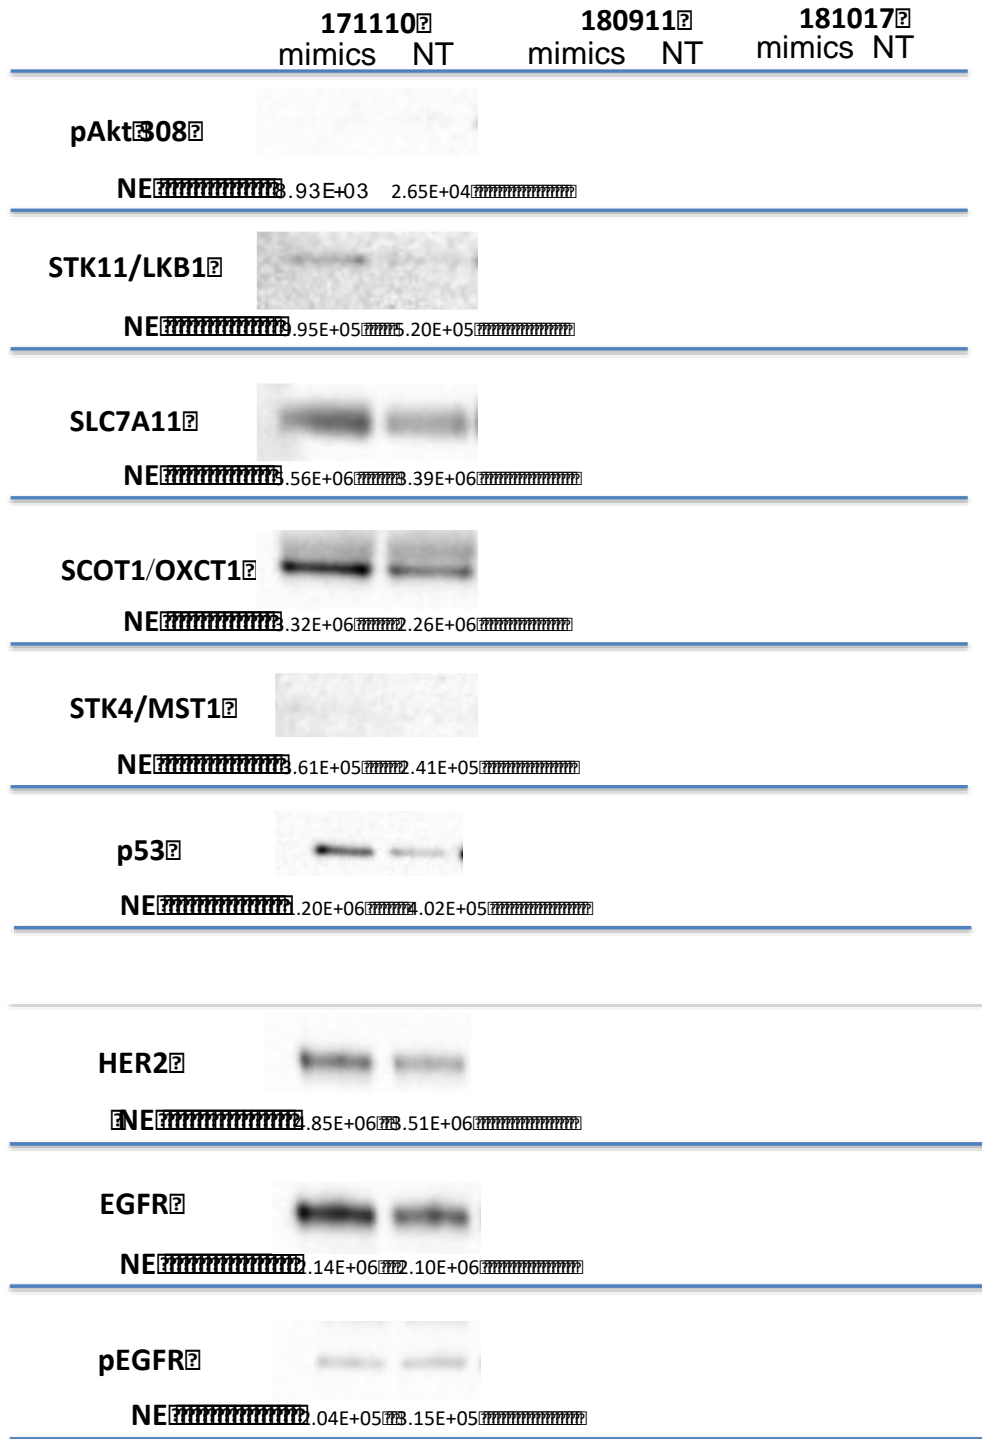 171110 180911 181017
mimics NT mimics NT mimics NT
pAkt 308
NE .93E+03 2.65E+04
STK11/LKB1
NE .95E+05 5.20E+05
SLC7A11
NE 5.56E+06 3.39E+06
SCOT1/OXCT1
NE 3.32E+06 2.26E+06
STK4/MST1
NE 3.61E+05 2.41E+05
p53
NE .20E+06 4.02E+05
HER2
NE 4.85E+06 3.51E+06
EGFR
NE 2.14E+06 2.10E+06
pEGFR
NE 2.04E+05 3.15E+05